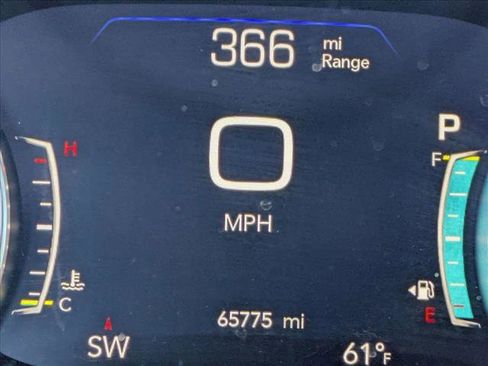 366 mi
Range
H
P
F
0
MPH
C
E
65775 mi
SW
61°F